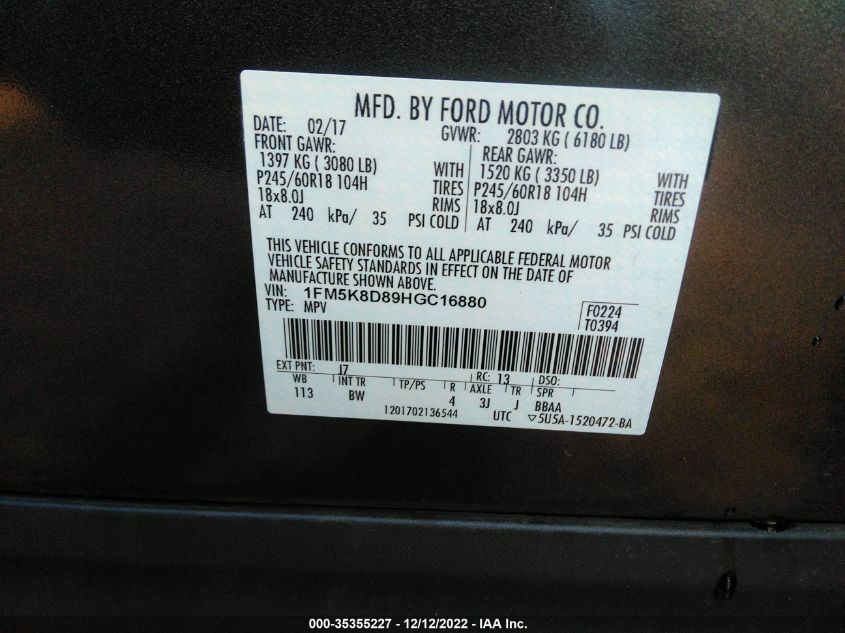 MFD. BY FORD MOTOR CO.
DATE: 02/17 GVWR: 2803 KG ( 6180 LB)
FRONT GAWR: REAR GAWR:
1397 KG ( 3080 LB) WITH 1520 KG ( 3350 LB) WITH
P245/60R18 104H TIRES P245/60R18 104H TIRES
18x8.0J RIMS 18x8.0J RIMS
AT 240 kPa/ 35 PSI COLD AT 240 kPa/ 35 PSI COLD
THIS VEHICLE CONFORMS TO ALL APPLICABLE FEDERAL MOTOR
VEHICLE SAFETY STANDARDS IN EFFECT ON THE DATE OF
MANUFACTURE SHOWN ABOVE.
VIN: 1FM5K8D89HGC16880
TYPE: MPV F0224
T0394
EXT PNT: J7 RC: 13 DSO:
WB INT TR TP/PS R AXLE TR SPR
113 BW 4 3J J BBAA
1201702136544 UTC ▽5U5A-1520472-BA
000-35355227 - 12/12/2022 - IAA Inc.